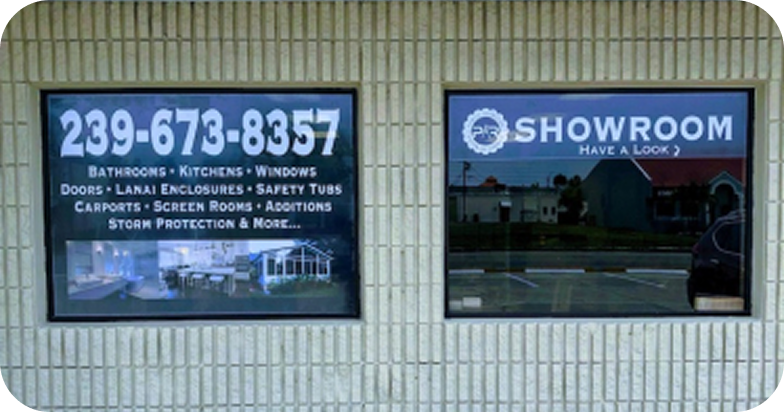 239-673-8357
BATHROOMS • KITCHENS • WINDOWS
DOORS • LANAI ENCLOSURES • SAFETY TUBS
CARPORTS • SCREEN ROOMS • ADDITIONS
STORM PROTECTION & MORE...
SHOWROOM
HAVE A LOOK